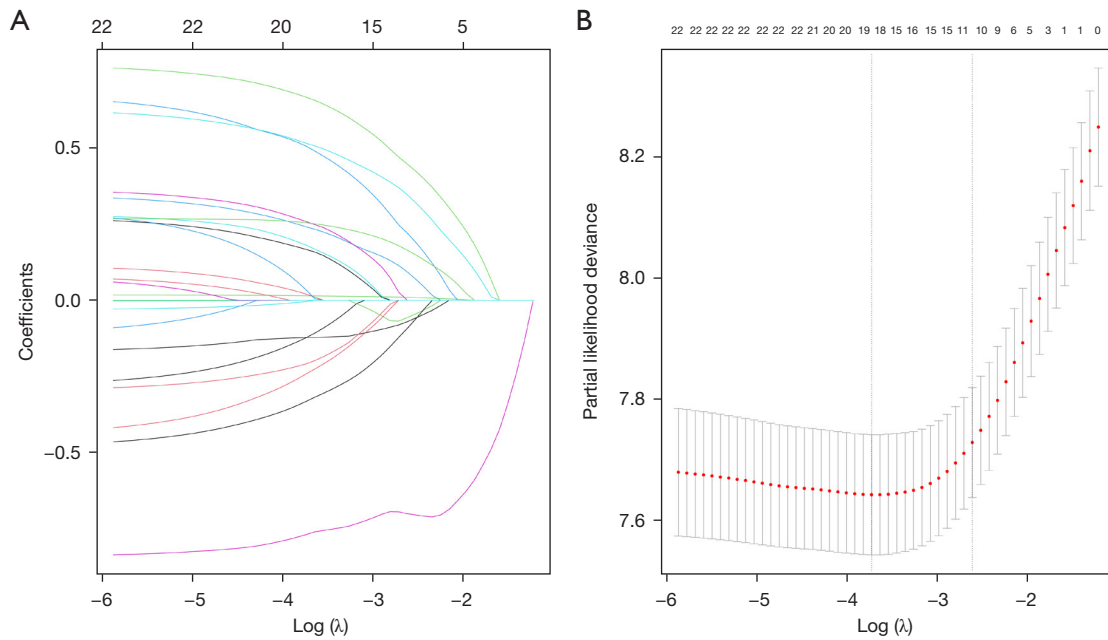 A
22 22 20 15 5
Coefficients
0.5
0.0
−0.5
−6 −5 −4 −3 −2
Log (λ)
B
22 22 22 22 22 22 22 21 20 20 19 18 15 16 15 15 11 10 9 6 5 3 1 1 0
Partial likelihood deviance
8.2
8.0
7.8
7.6
−6 −5 −4 −3 −2
Log (λ)